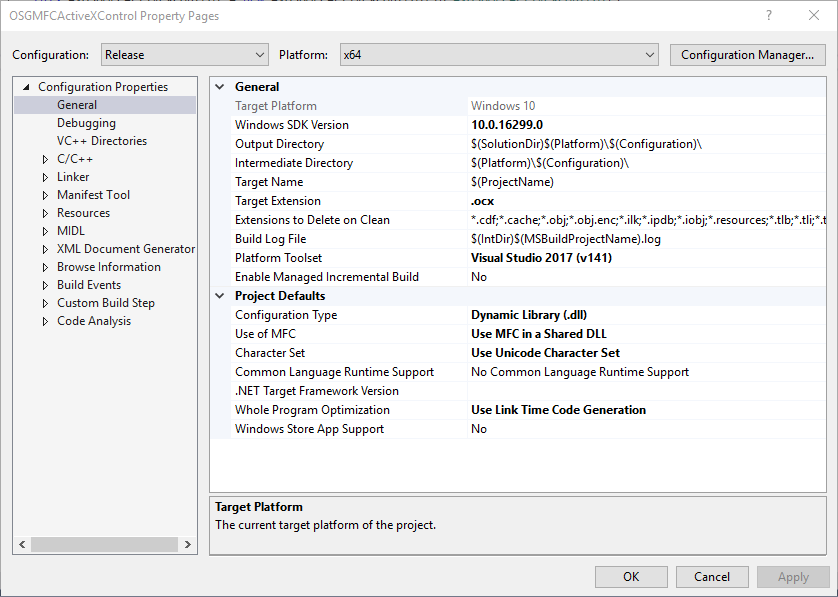 OSGMFCActiveXControl Property Pages
Configuration: Release Platform: x64 Configuration Manager...
Configuration Properties
General
Debugging
VC++ Directories
C/C++
Linker
Manifest Tool
Resources
MIDL
XML Document Generator
Browse Information
Build Events
Custom Build Step
Code Analysis
General
Target Platform Windows 10
Windows SDK Version 10.0.16299.0
Output Directory $(SolutionDir)$(Platform)\$(Configuration)\
Intermediate Directory $(Platform)\$(Configuration)\
Target Name $(ProjectName)
Target Extension .ocx
Extensions to Delete on Clean *.cdf;*.cache;*.obj;*.obj.enc;*.ilk;*.ipdb;*.iobj;*.resources;*.tlb;*.tli;*.t
Build Log File $(IntDir)$(MSBuildProjectName).log
Platform Toolset Visual Studio 2017 (v141)
Enable Managed Incremental Build No
Project Defaults
Configuration Type Dynamic Library (.dll)
Use of MFC Use MFC in a Shared DLL
Character Set Use Unicode Character Set
Common Language Runtime Support No Common Language Runtime Support
.NET Target Framework Version
Whole Program Optimization Use Link Time Code Generation
Windows Store App Support No
Target Platform
The current target platform of the project.
OK Cancel Apply